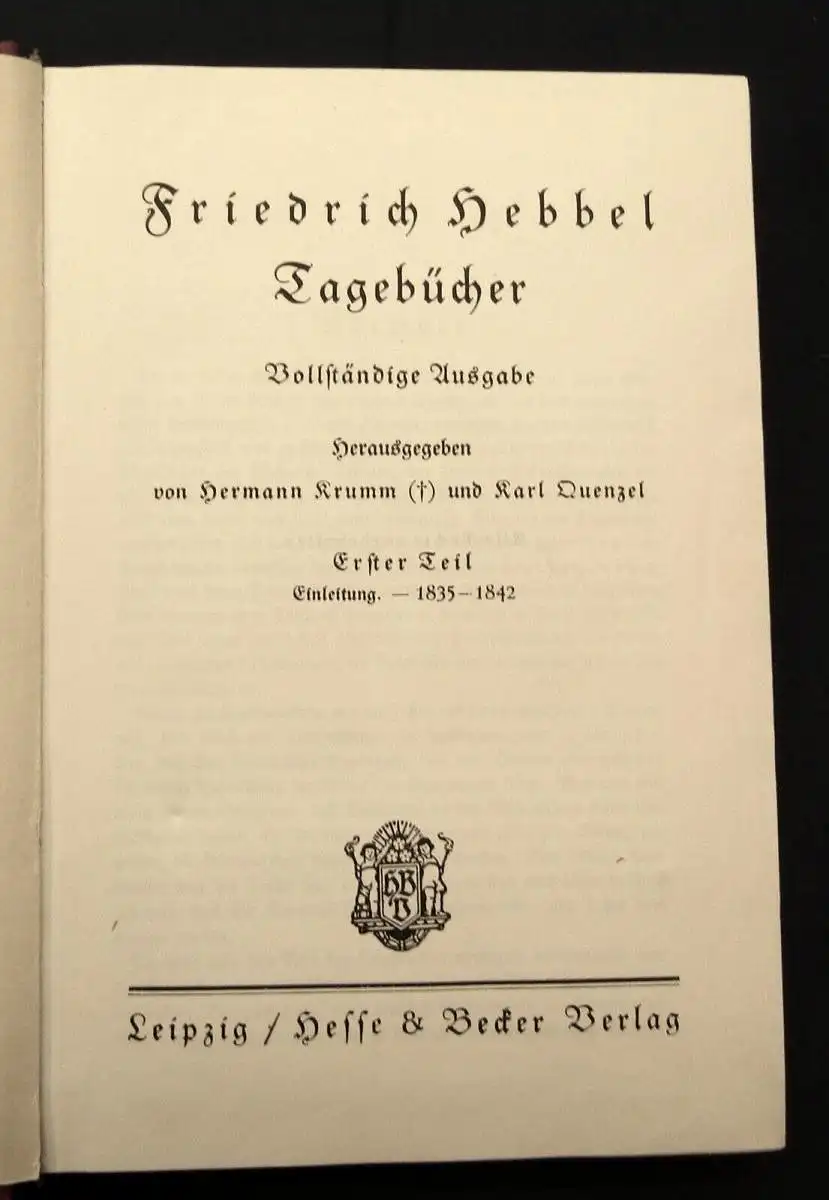 Friedrich Hebbel
Tagebücher
Vollſtändige Ausgabe
Herausgegeben
von Hermann Krumm (†) und Karl Quenzel
Erſter Teil
Einleitung. — 1835—1842
HB
V
Leipzig / Heſſe & Becker Verlag